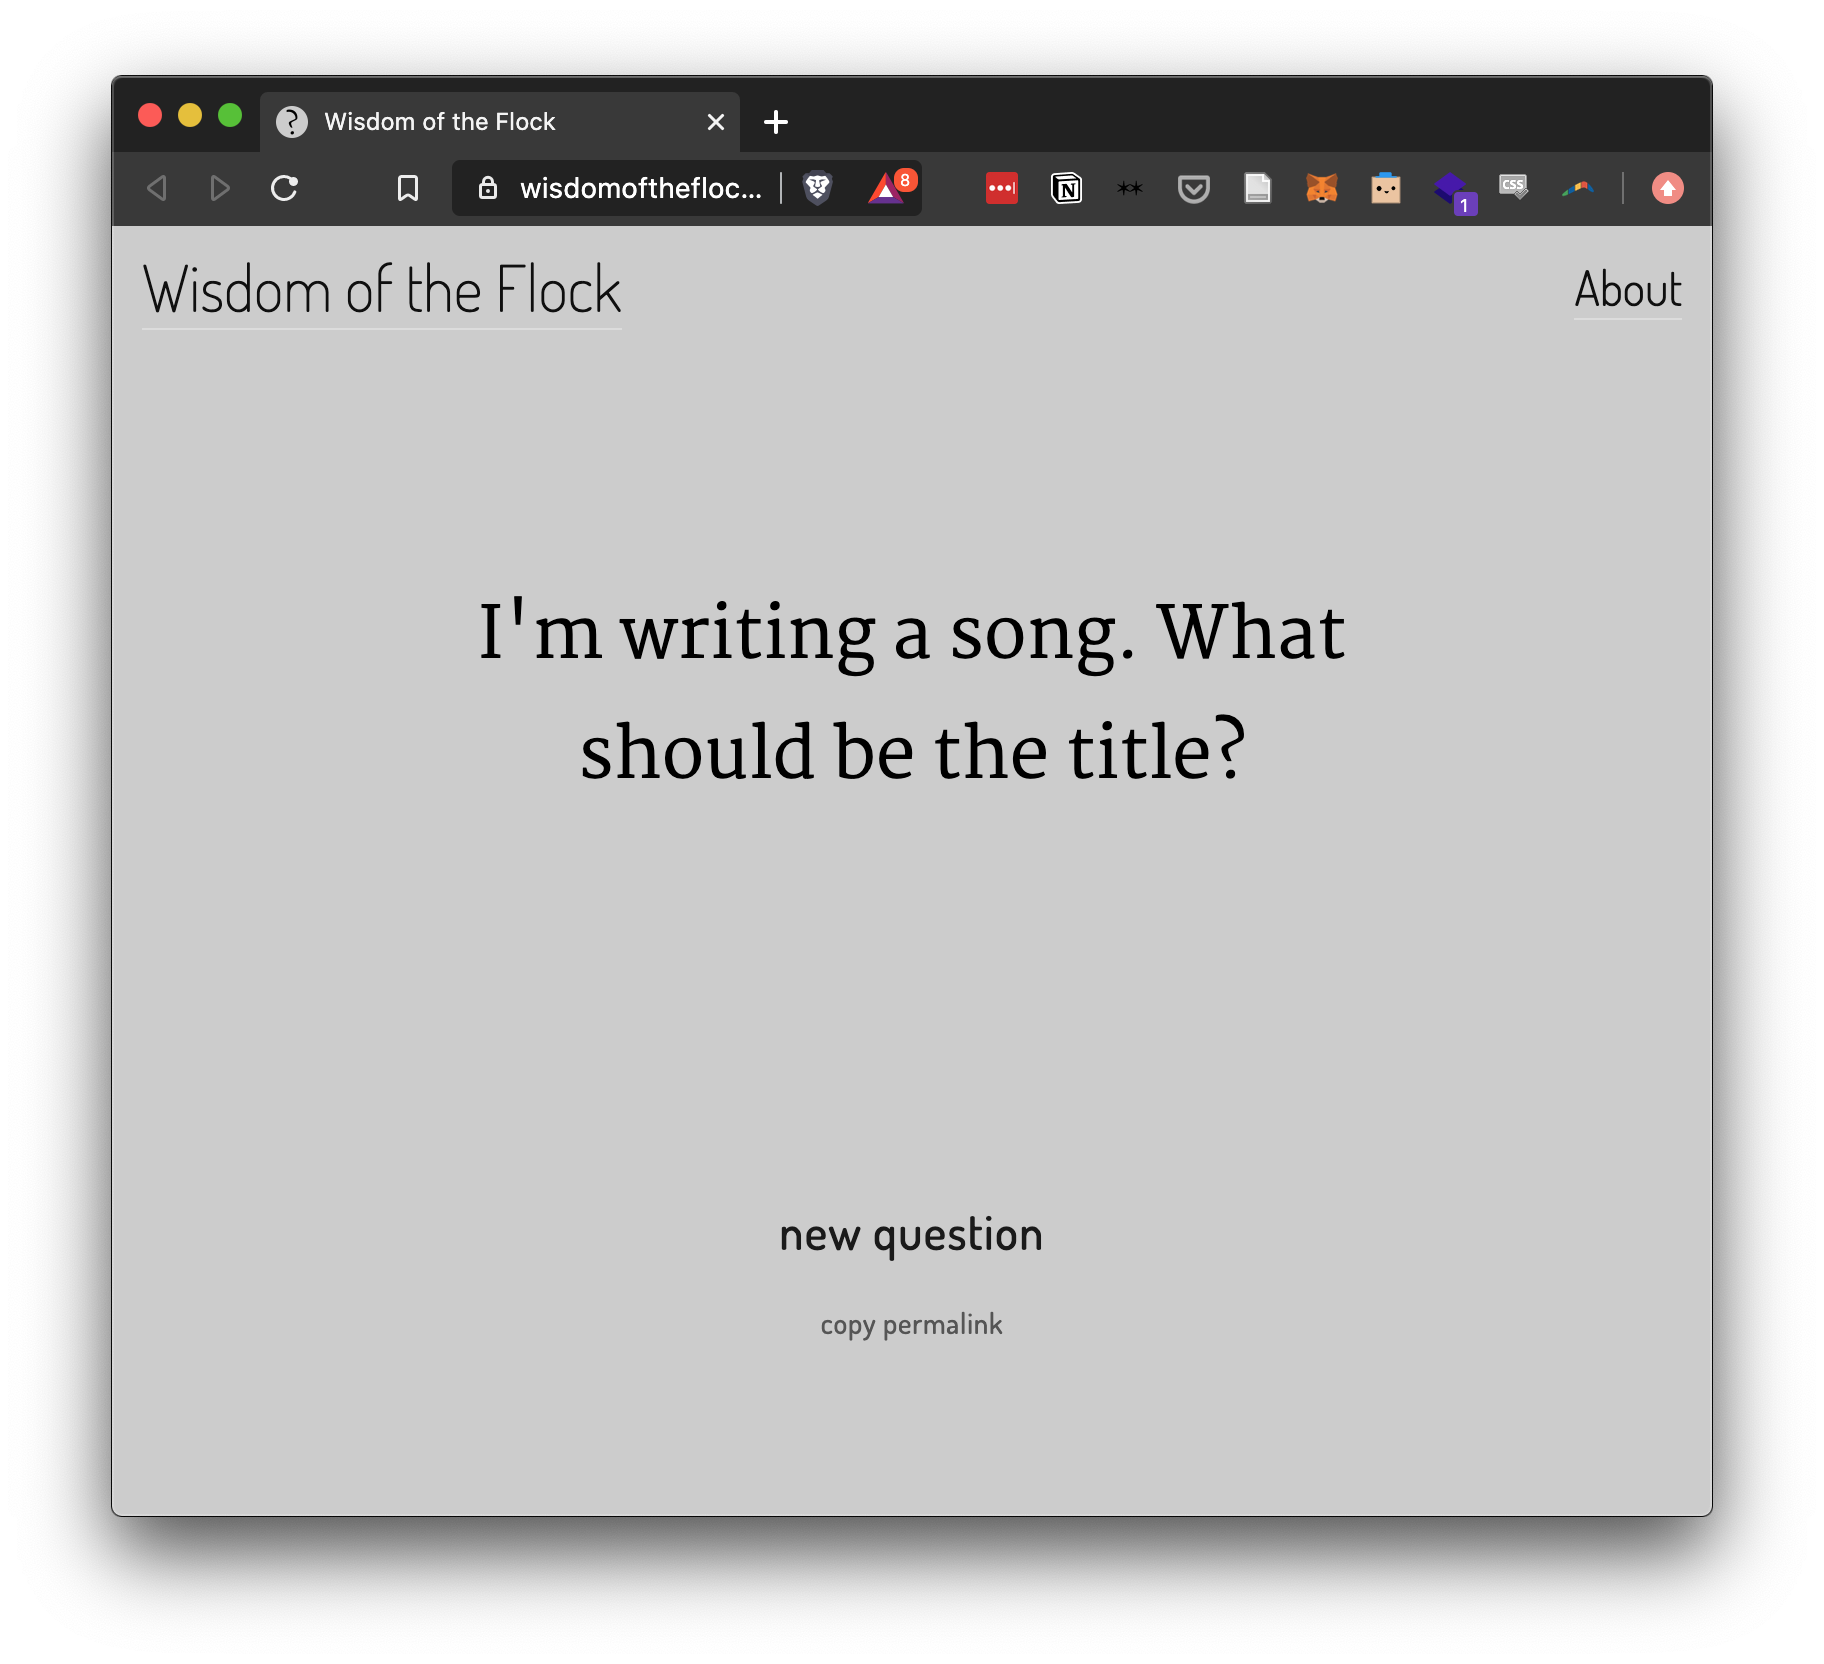 Wisdom of the Flock
wisdomofthefloc...
8
N
1
CSS
Wisdom of the Flock
About
I'm writing a song. What
should be the title?
new question
copy permalink